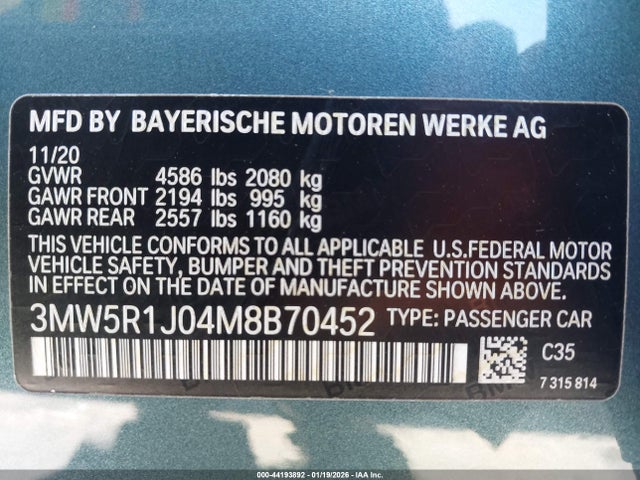 MFD BY BAYERISCHE MOTOREN WERKE AG
11/20
GVWR 4586 lbs 2080 kg
GAWR FRONT 2194 lbs 995 kg
GAWR REAR 2557 lbs 1160 kg
THIS VEHICLE CONFORMS TO ALL APPLICABLE U.S.FEDERAL MOTOR
VEHICLE SAFETY, BUMPER AND THEFT PREVENTION STANDARDS
IN EFFECT ON THE DATE OF MANUFACTURE SHOWN ABOVE.
3MW5R1J04M8B70452 TYPE: PASSENGER CAR
C35
7 315 814
000-44193892 - 01/19/2026 - IAA Inc.